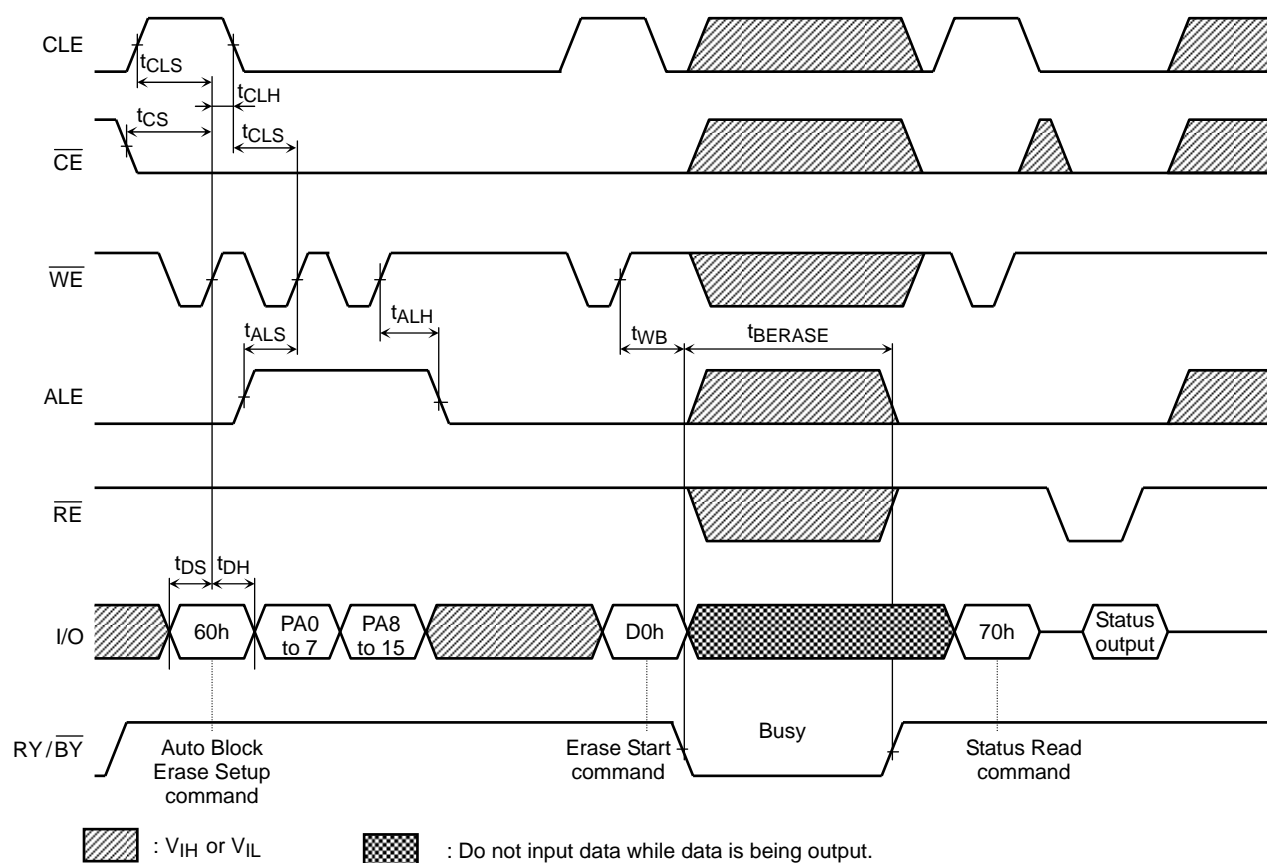 CLE
tCLS
tCLH
tCS
tCLS
CE
WE
tALS
tALH
tWB
tBERASE
ALE
RE
tDS
tDH
I/O
60h
PA0
to 7
PA8
to 15
D0h
70h
Status
output
RY/BY
Auto Block
Erase Setup
command
Erase Start
command
Busy
Status Read
command
: VIH or VIL
: Do not input data while data is being output.